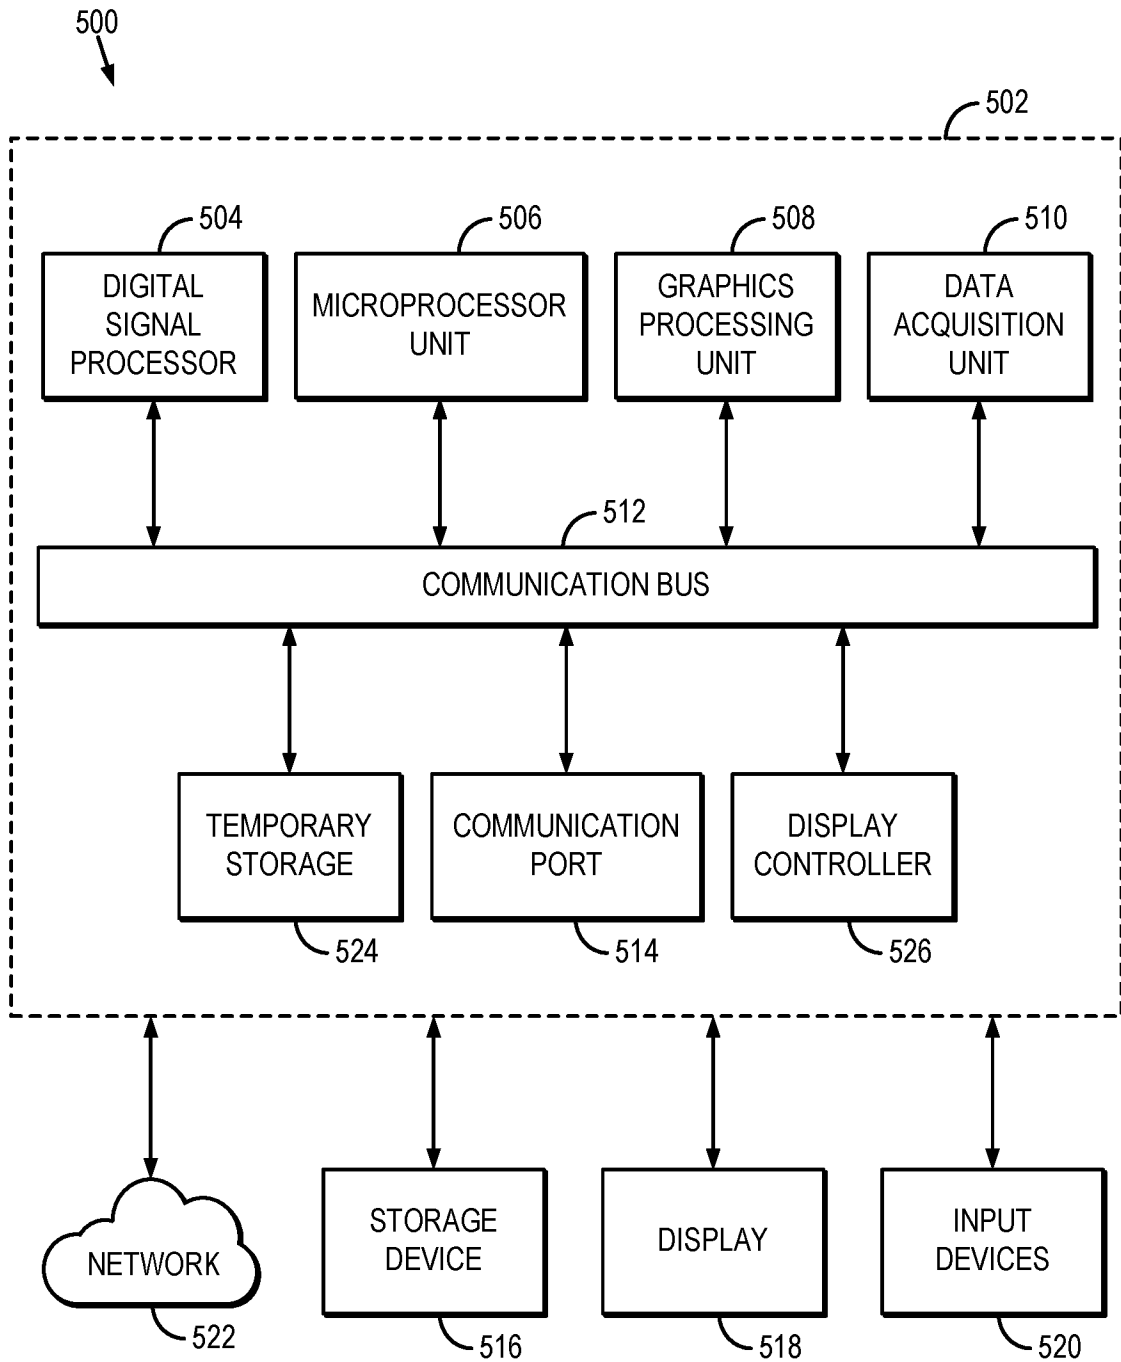 500
502
504
506
508
510
DIGITAL
SIGNAL
PROCESSOR
MICROPROCESSOR
UNIT
GRAPHICS
PROCESSING
UNIT
DATA
ACQUISITION
UNIT
512
COMMUNICATION BUS
TEMPORARY
STORAGE
COMMUNICATION
PORT
DISPLAY
CONTROLLER
524
514
526
NETWORK
STORAGE
DEVICE
DISPLAY
INPUT
DEVICES
522
516
518
520